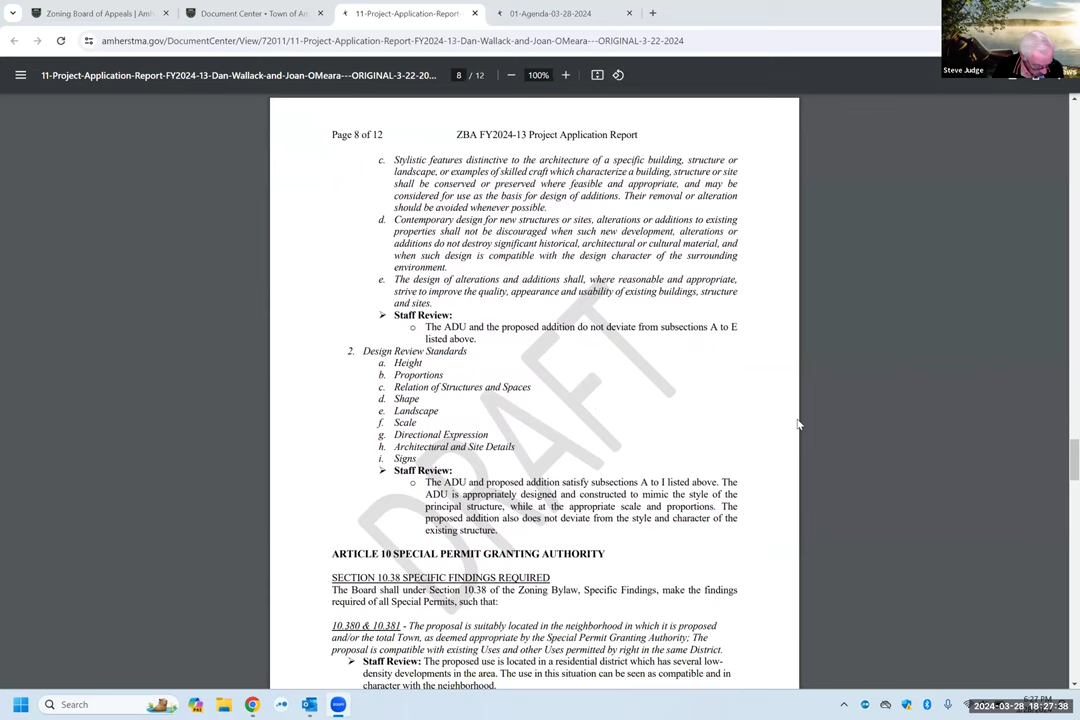 Zoning Board of Appeals | Amh
Document Center • Town of Am
11-Project-Application-Report-
01-Agenda-03-28-2024
amherstma.gov/DocumentCenter/View/72011/11-Project-Application-Report-FY2024-13-Dan-Wallack-and-Joan-OMeara---ORIGINAL-3-22-2024
Steve Judge
11-Project-Application-Report-FY2024-13-Dan-Wallack-and-Joan-OMeara---ORIGINAL-3-22-20...
8 / 12
100%
Page 8 of 12 ZBA FY2024-13 Project Application Report
c. Stylistic features distinctive to the architecture of a specific building, structure or
landscape, or examples of skilled craft which characterize a building, structure or site
shall be conserved or preserved where feasible and appropriate, and may be
considered for use as the basis for design of additions. Their removal or alteration
should be avoided whenever possible.
d. Contemporary design for new structures or sites, alterations or additions to existing
properties shall not be discouraged when such new development, alterations or
additions do not destroy significant historical, architectural or cultural material, and
when such design is compatible with the design character of the surrounding
environment.
e. The design of alterations and additions shall, where reasonable and appropriate,
strive to improve the quality, appearance and usability of existing buildings, structure
and sites.
➢ Staff Review:
o The ADU and the proposed addition do not deviate from subsections A to E
listed above.
2. Design Review Standards
a. Height
b. Proportions
c. Relation of Structures and Spaces
d. Shape
e. Landscape
f. Scale
g. Directional Expression
h. Architectural and Site Details
i. Signs
➢ Staff Review:
o The ADU and proposed addition satisfy subsections A to I listed above. The
ADU is appropriately designed and constructed to mimic the style of the
principal structure, while at the appropriate scale and proportions. The
proposed addition also does not deviate from the style and character of the
existing structure.
DRAFT
ARTICLE 10 SPECIAL PERMIT GRANTING AUTHORITY
SECTION 10.38 SPECIFIC FINDINGS REQUIRED
The Board shall under Section 10.38 of the Zoning Bylaw, Specific Findings, make the findings
required of all Special Permits, such that:
10.380 & 10.381 - The proposal is suitably located in the neighborhood in which it is proposed
and/or the total Town, as deemed appropriate by the Special Permit Granting Authority; The
proposal is compatible with existing Uses and other Uses permitted by right in the same District.
➢ Staff Review: The proposed use is located in a residential district which has several low-
density developments in the area. The use in this situation can be seen as compatible and in
character with the neighborhood.
Search
zoom
6:27 PM
2024-03-28 18:27:38